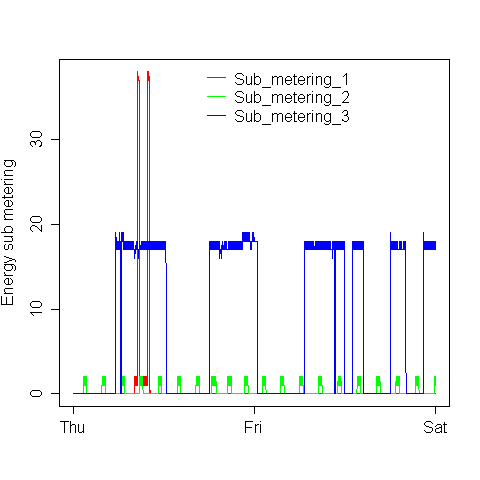 Sub_metering_1
Sub_metering_2
Sub_metering_3
Energy sub metering
30
20
10
0
Thu Fri Sat